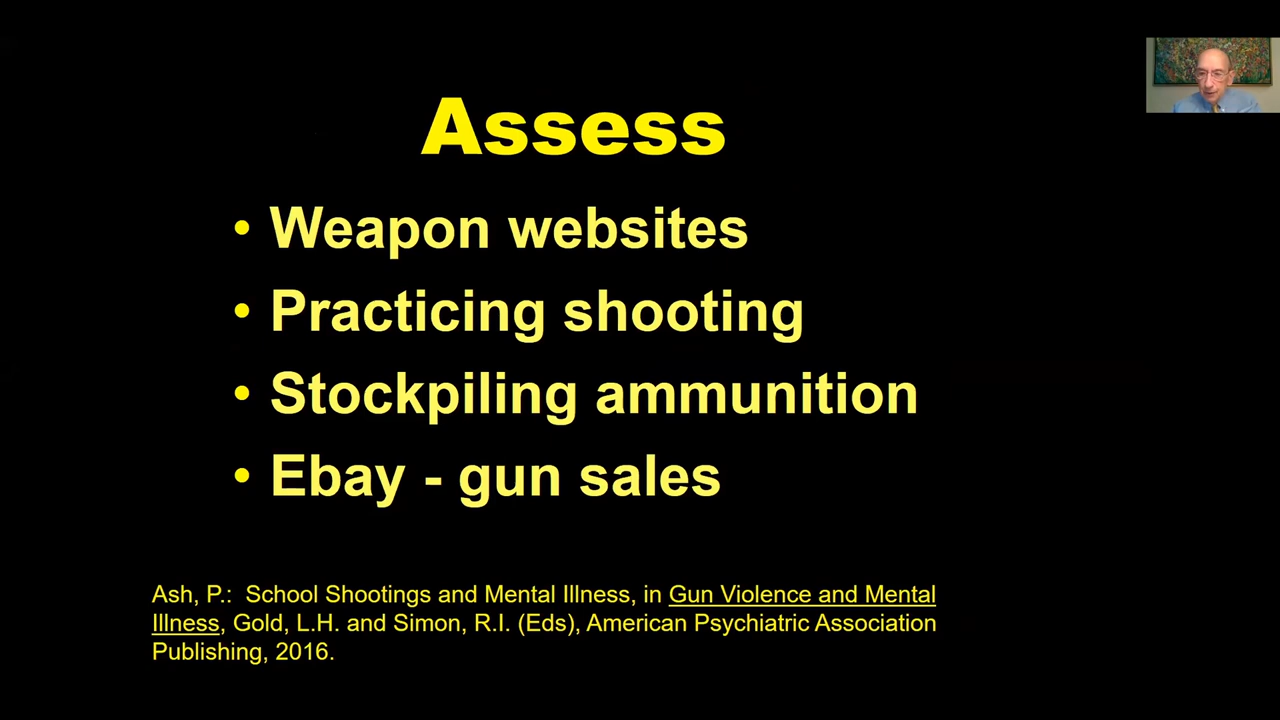 Assess
• Weapon websites
• Practicing shooting
• Stockpiling ammunition
• Ebay - gun sales
Ash, P.: School Shootings and Mental Illness, in Gun Violence and Mental
Illness, Gold, L.H. and Simon, R.I. (Eds), American Psychiatric Association
Publishing, 2016.